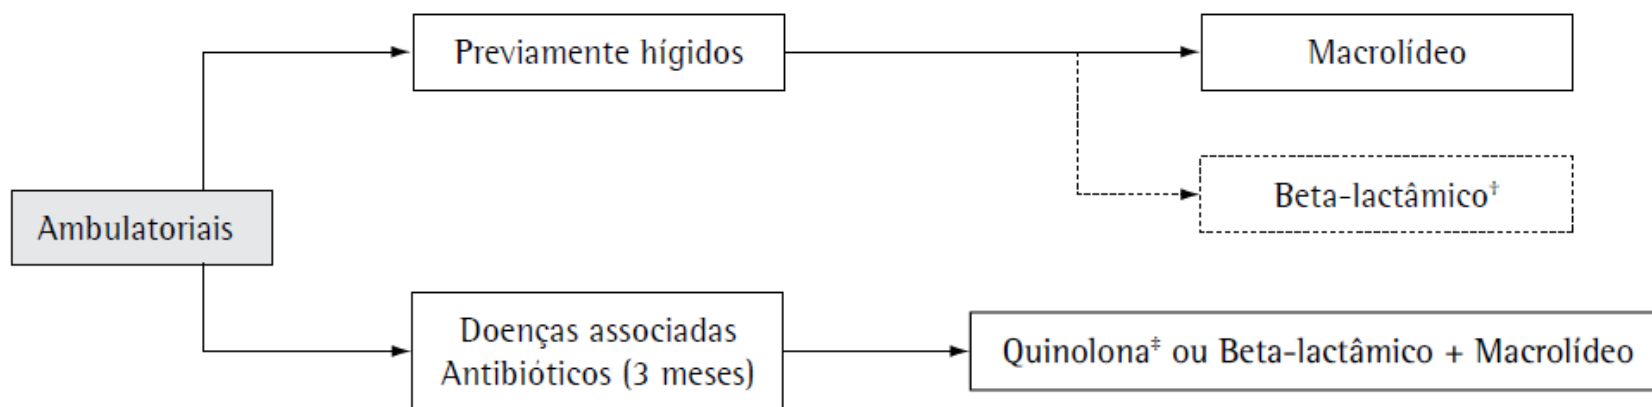 Previamente hígidos
Macrolídeo
Beta-lactâmico†
Ambulatoriais
Doenças associadas
Antibióticos (3 meses)
Quinolona‡ ou Beta-lactâmico + Macrolídeo